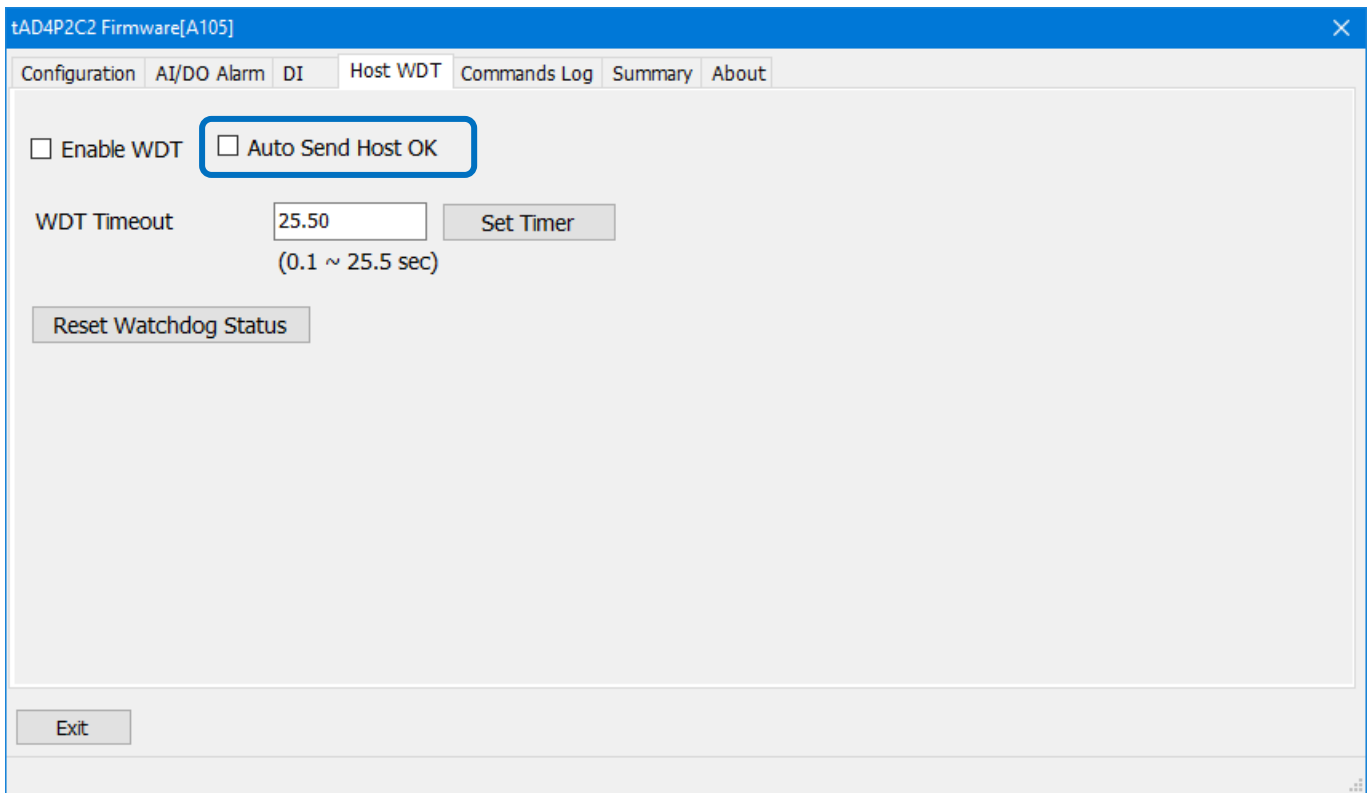 tAD4P2C2 Firmware[A105]
Configuration AI/DO Alarm DI Host WDT Commands Log Summary About
Enable WDT Auto Send Host OK
WDT Timeout 25.50 Set Timer
(0.1 ~ 25.5 sec)
Reset Watchdog Status
Exit